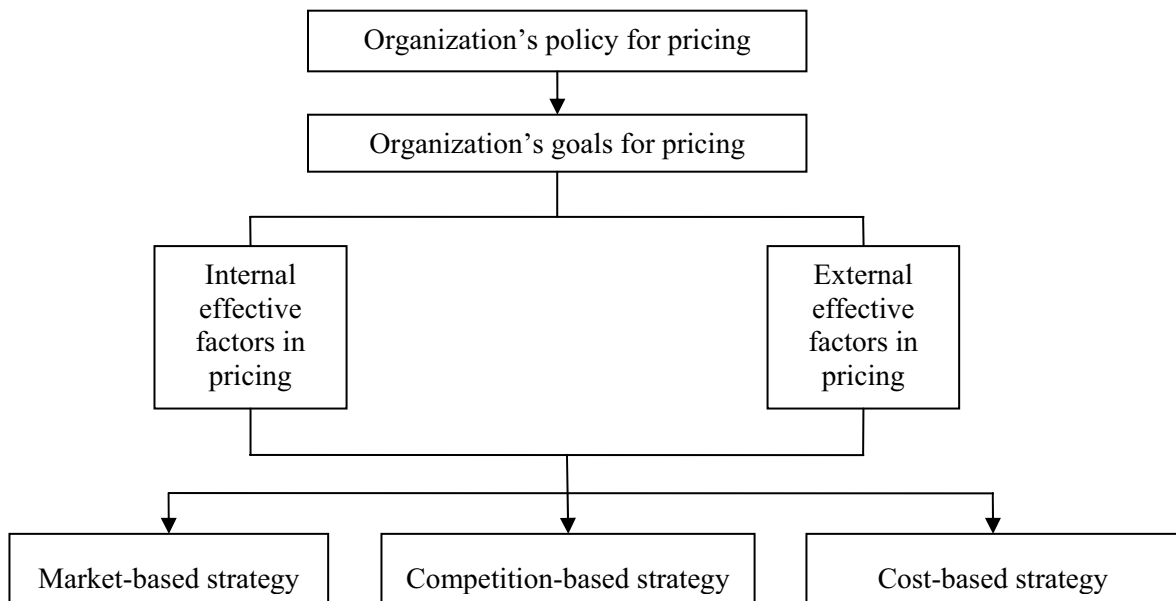 Organization’s policy for pricing
Organization’s goals for pricing
Internal
effective
factors in
pricing
External
effective
factors in
pricing
Market-based strategy
Competition-based strategy
Cost-based strategy